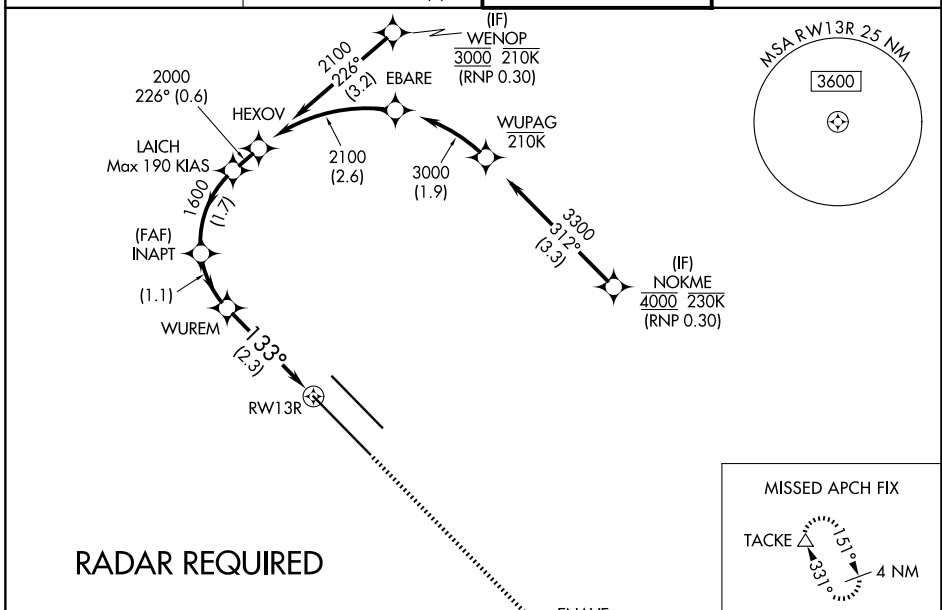 (IF)
WENOP
3000 210K
(RNP 0.30)
2100
226°
(3.2)
EBARE
2000
226° (0.6)
HEXOV
LAICH
Max 190 KIAS
2100
(2.6)
WUPAG
210K
3000
(1.9)
1600
(1.7)
(FAF)
INAPT
(1.1)
WUREM
133°
(2.3)
RW13R
3300
312°
(3.3)
(IF)
NOKME
4000 230K
(RNP 0.30)
MSA RW13R 25 NM
3600
RADAR REQUIRED
MISSED APCH FIX
TACKE
151°
331°
4 NM